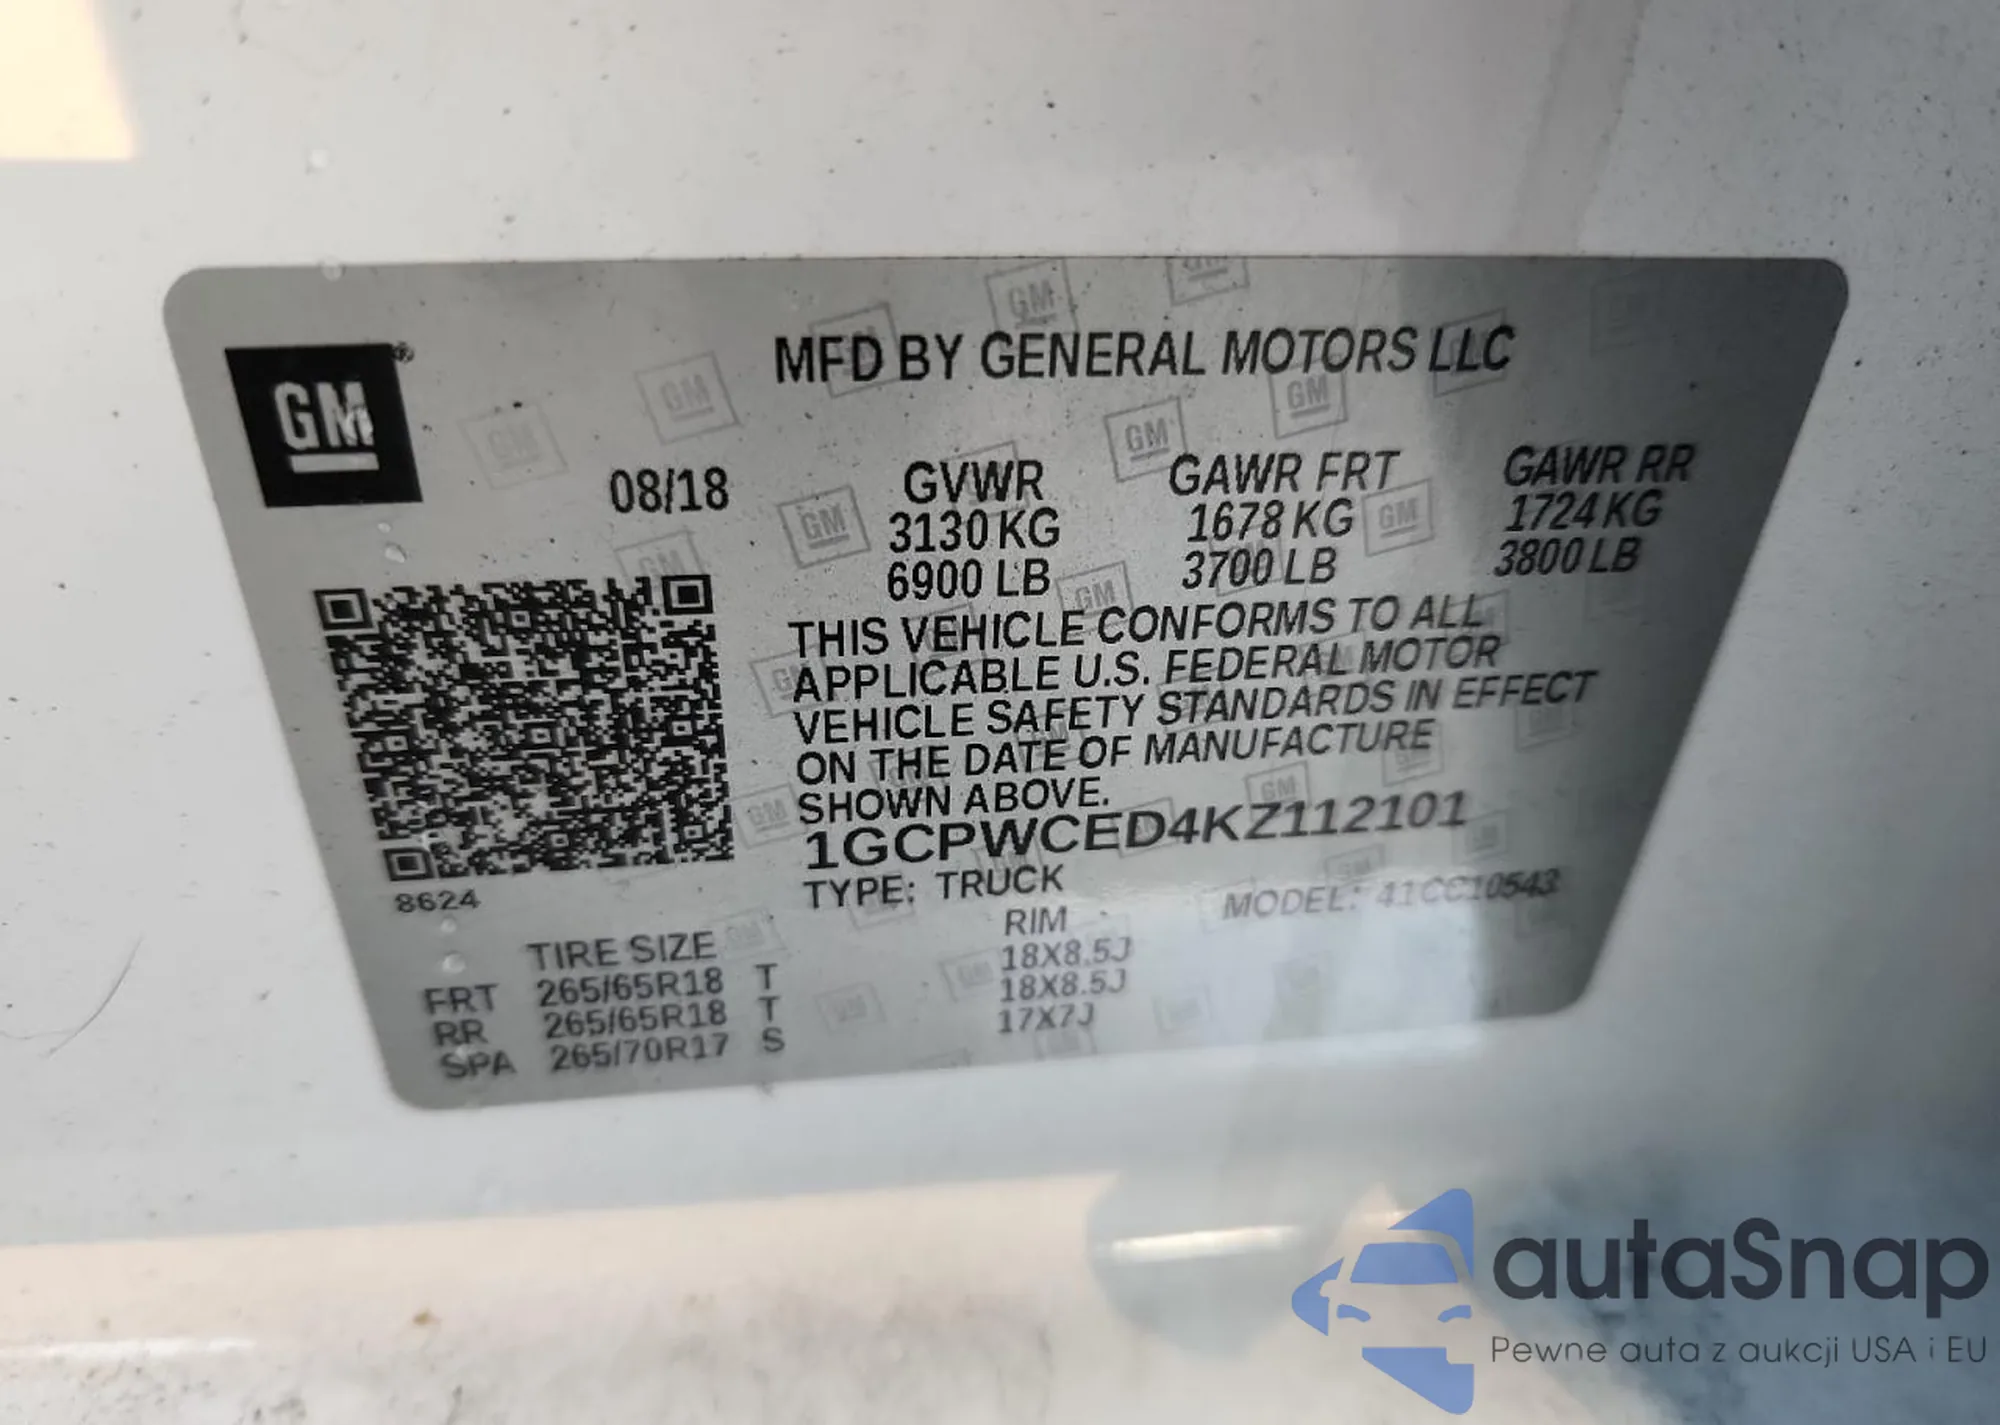 GM®
MFD BY GENERAL MOTORS LLC
08/18 GVWR GAWR FRT GAWR RR
3130 KG 1678 KG 1724 KG
6900 LB 3700 LB 3800 LB
THIS VEHICLE CONFORMS TO ALL
APPLICABLE U.S. FEDERAL MOTOR
VEHICLE SAFETY STANDARDS IN EFFECT
ON THE DATE OF MANUFACTURE
SHOWN ABOVE.
1GCPWCED4KZ112101
TYPE: TRUCK MODEL: 41CC10543
8624
TIRE SIZE RIM
FRT 265/65R18 T 18X8.5J
RR 265/65R18 T 18X8.5J
SPA 265/70R17 S 17X7J
autaSnap
Pewne auta z aukcji USA i EU